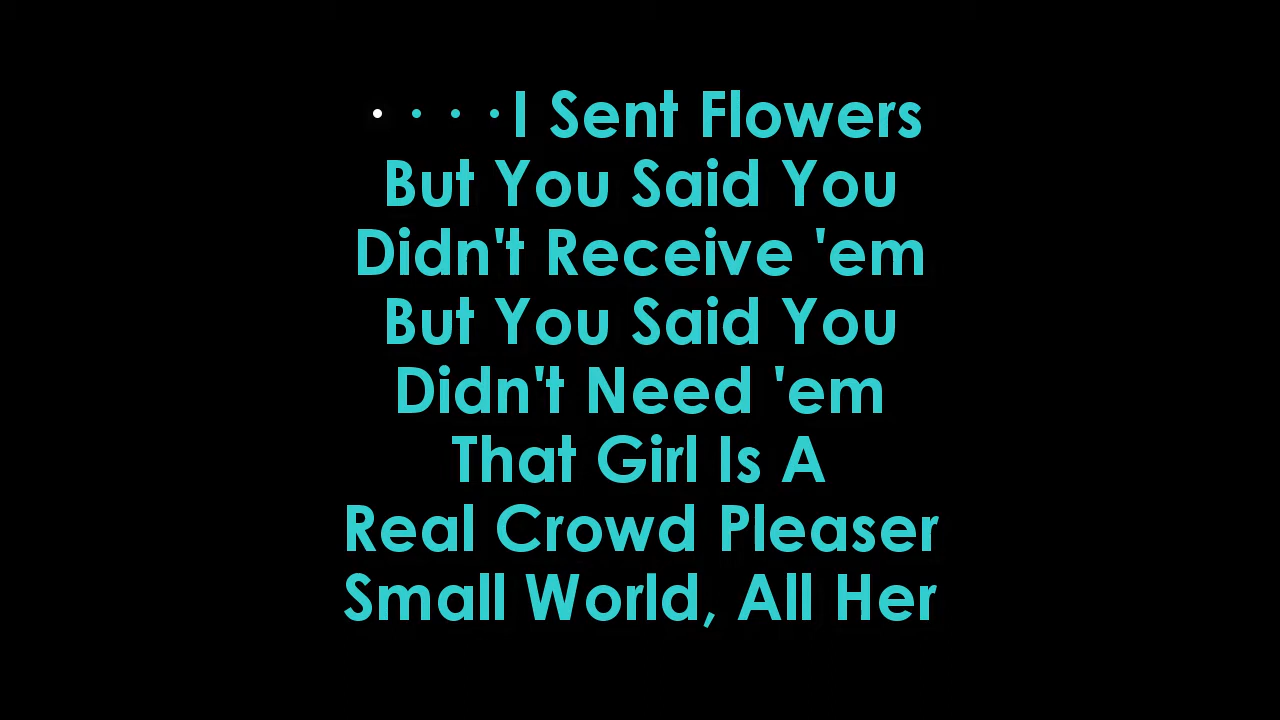 · · · · I Sent Flowers
But You Said You
Didn't Receive 'em
But You Said You
Didn't Need 'em
That Girl Is A
Real Crowd Pleaser
Small World, All Her